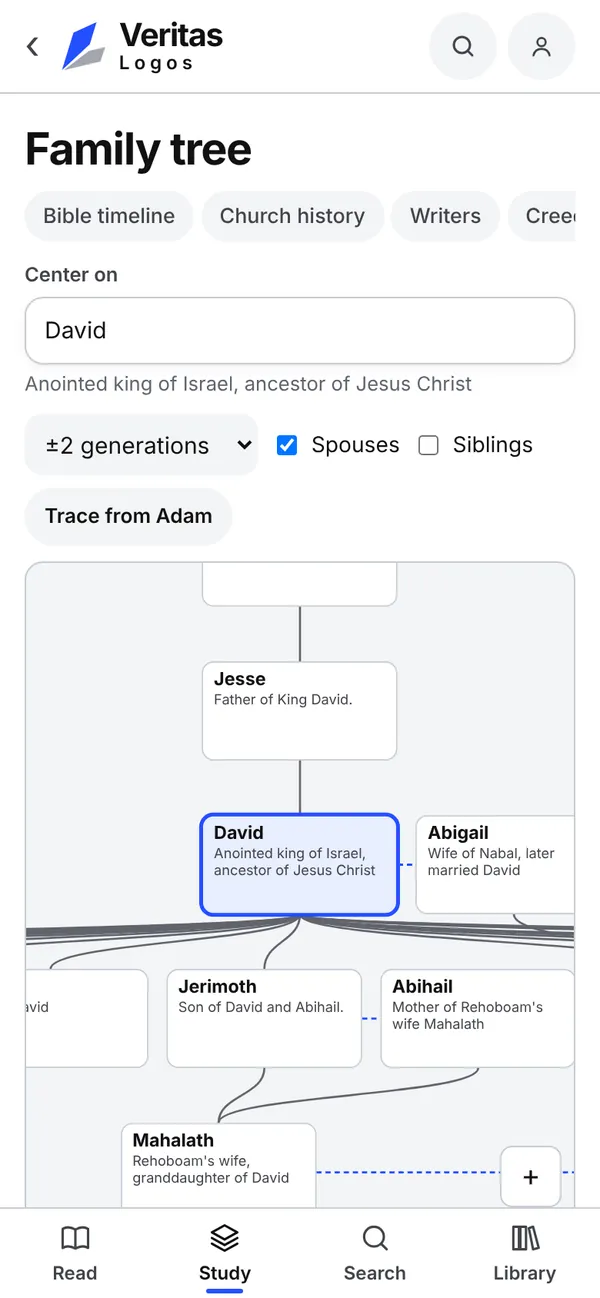 Veritas
Logos
Family tree
Bible timeline
Church history
Writers
Center on
David
Anointed king of Israel, ancestor of Jesus Christ
±2 generations
Spouses
Siblings
Trace from Adam
Jesse
Father of King David.
David
Anointed king of Israel,
ancestor of Jesus Christ
Abigail
Wife of Nabal, later
married David
Jerimoth
Son of David and Abihail.
Abihail
Mother of Rehoboam's
wife Mahalath
Mahalath
Rehoboam's wife,
granddaughter of David
+
Read
Study
Search
Library